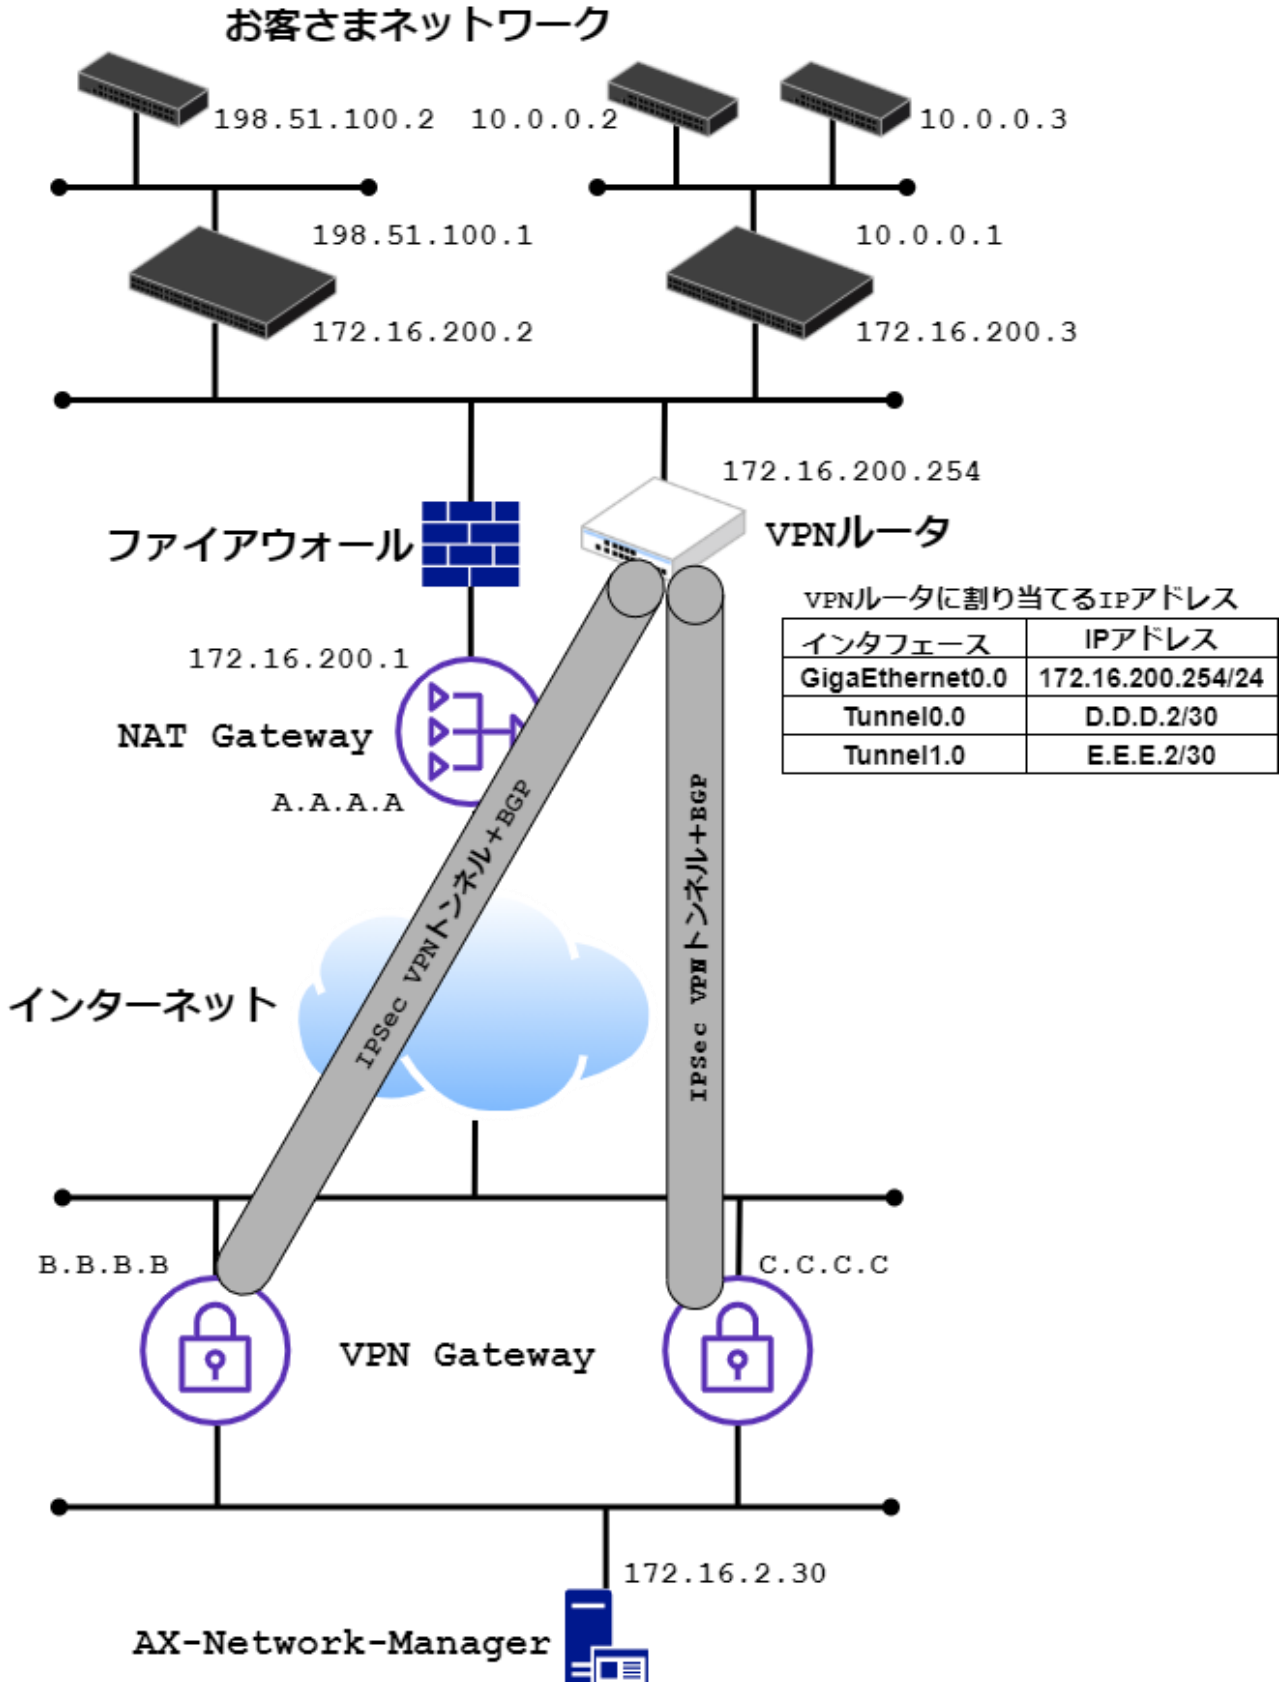 お客さまネットワーク
198.51.100.2
10.0.0.2
10.0.0.3
198.51.100.1
10.0.0.1
172.16.200.2
172.16.200.3
172.16.200.254
ファイアウォール
VPNルータ
VPNルータに割り当てるIPアドレス
インタフェース IPアドレス
GigaEthernet0.0 172.16.200.254/24
Tunnel0.0 D.D.D.2/30
Tunnel1.0 E.E.E.2/30
172.16.200.1
NAT Gateway
A.A.A.A
IPSec VPNトンネル+BGP
IPSec VPNトンネル+BGP
インターネット
B.B.B.B
C.C.C.C
VPN Gateway
172.16.2.30
AX-Network-Manager